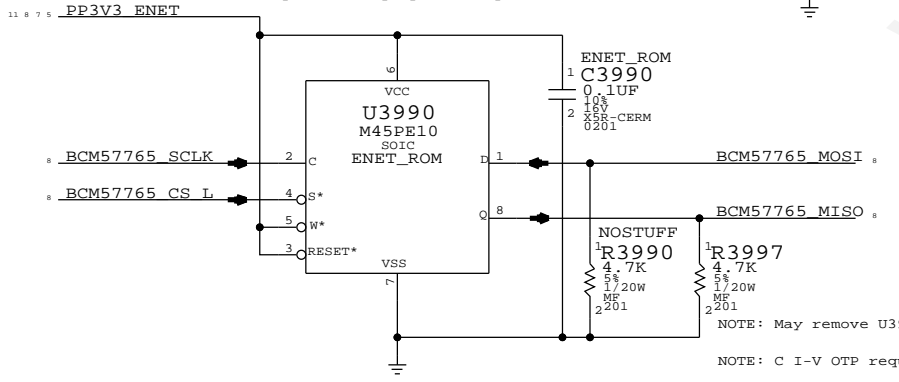 11 8 7 5 PP3V3_ENET
ENET_ROM
1 C3990
0.1UF
10%
16V
2 X5R-CERM
0201
6
VCC
U3990
M45PE10
SOIC
ENET_ROM
8 BCM57765_SCLK 2 C
D 1 BCM57765_MOSI 8
8 BCM57765_CS_L 4 S*
Q 8 BCM57765_MISO 8
5 W*
3 RESET*
VSS
7
NOSTUFF
1 R3990
4.7K
5%
1/20W
MF
2 201
1 R3997
4.7K
5%
1/20W
MF
2 201
NOTE: May remove
NOTE: C I-V OTP